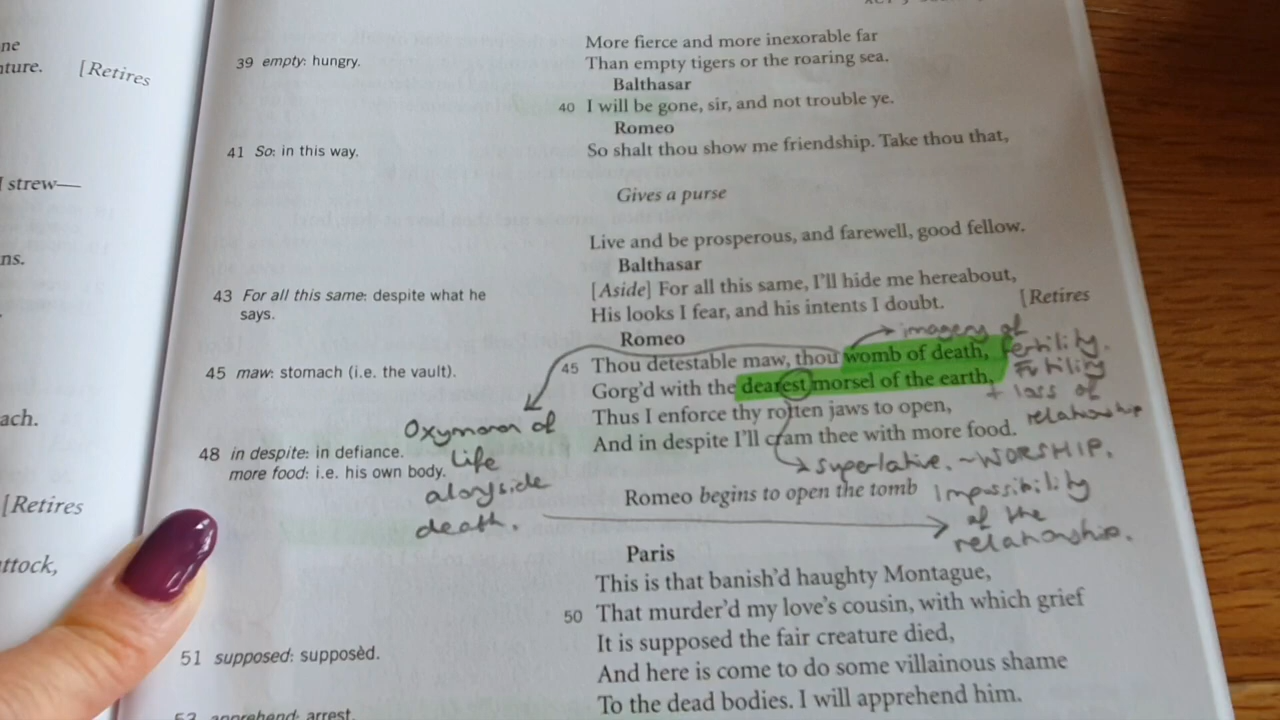 ne
ture. [Retires
I strew—
ns.
ach.
[Retires
ttock,
39 empty: hungry.
41 So: in this way.
43 For all this same: despite what he
says.
45 maw: stomach (i.e. the vault).
48 in despite: in defiance.
more food: i.e. his own body.
51 supposed: supposèd.
apprehend: arrest.
More fierce and more inexorable far
Than empty tigers or the roaring sea.
Balthasar
40 I will be gone, sir, and not trouble ye.
Romeo
So shalt thou show me friendship. Take thou that,
Gives a purse
Live and be prosperous, and farewell, good fellow.
Balthasar
[Aside] For all this same, I'll hide me hereabout,
His looks I fear, and his intents I doubt. [Retires
Romeo
45 Thou detestable maw, thou womb of death,
Gorg'd with the dearest morsel of the earth,
Thus I enforce thy rotten jaws to open,
And in despite I'll cram thee with more food.
Romeo begins to open the tomb
Paris
This is that banish'd haughty Montague,
50 That murder'd my love's cousin, with which grief
It is supposed the fair creature died,
And here is come to do some villainous shame
To the dead bodies. I will apprehend him.
Oxymoron of
life
alongside
death.
imagery of
fertility.
Futility
+ loss of
relationship
superlative. ~WORSHIP.
Impossibility
of the
relationship.